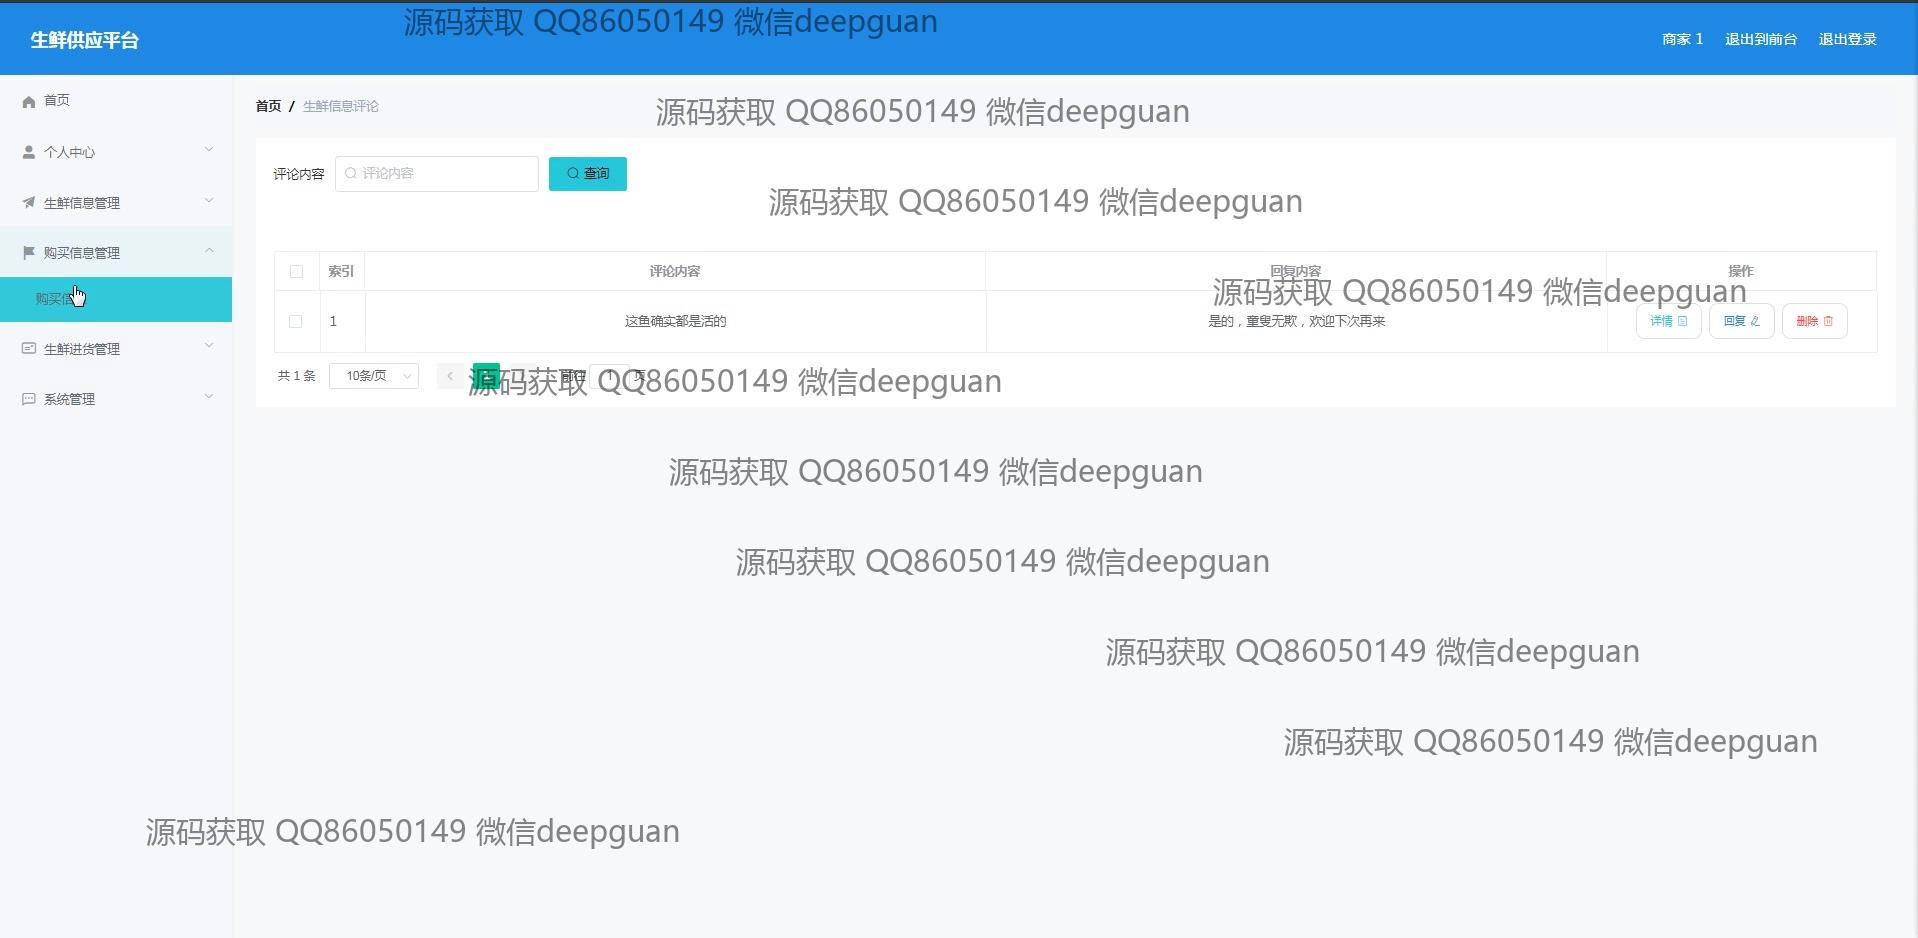 源码获取 QQ86050149 微信deepguan
生鲜供应平台
商家 1 退出到前台 退出登录
首页
个人中心
生鲜信息管理
购买信息管理
购买信
生鲜进货管理
系统管理
首页 / 生鲜信息评论
源码获取 QQ86050149 微信deepguan
评论内容 评论内容 查询
源码获取 QQ86050149 微信deepguan
索引 评论内容 回复内容 操作
源码获取 QQ86050149 微信deepguan
1 这鱼确实都是活的 是的，童叟无欺，欢迎下次再来 详情 回复 删除
共 1 条 10条/页 前往 1 页
源码获取 QQ86050149 微信deepguan
源码获取 QQ86050149 微信deepguan
源码获取 QQ86050149 微信deepguan
源码获取 QQ86050149 微信deepguan
源码获取 QQ86050149 微信deepguan
源码获取 QQ86050149 微信deepguan